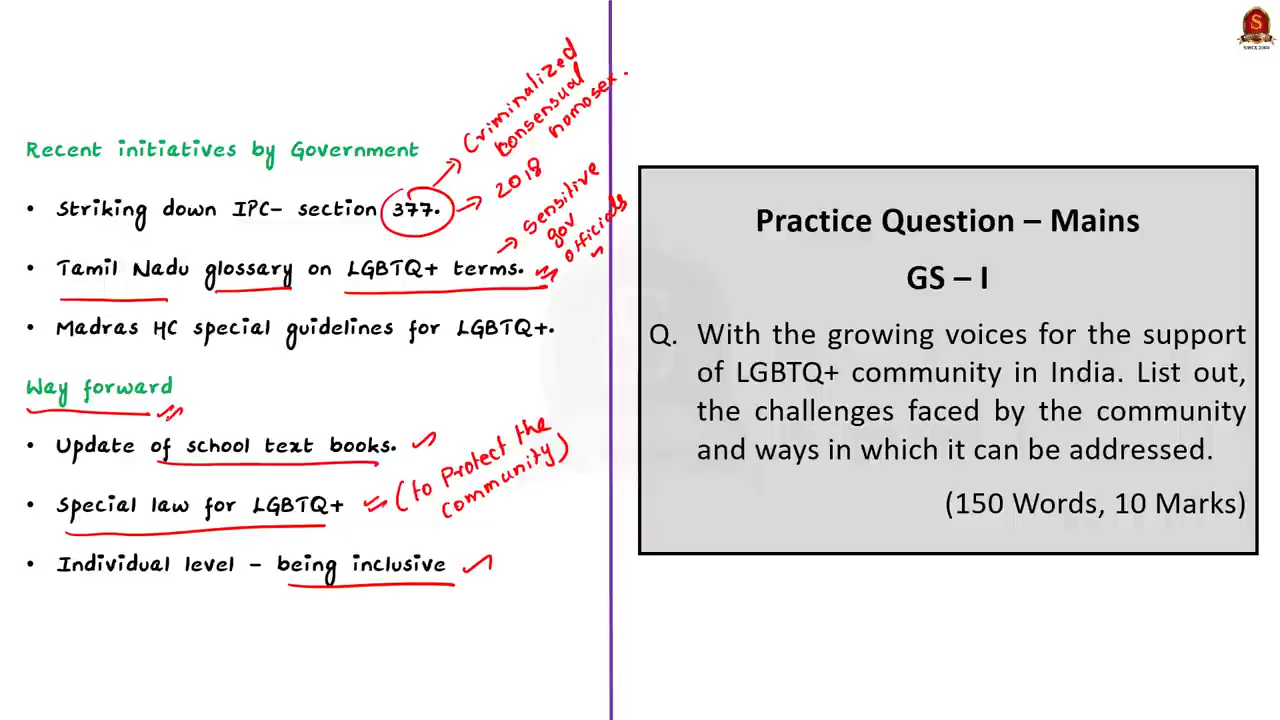 Recent initiatives by Government
• Striking down IPC- section 377.
→ Criminalized
consensual
homosex.
→ 2018
• Tamil Nadu glossary on LGBTQ+ terms.
→ Sensitive
gov
officials
• Madras HC special guidelines for LGBTQ+.
Way forward
• Update of school text books.
• Special law for LGBTQ+
(to Protect the
community)
• Individual level – being inclusive
S
SINCE 2004
Practice Question – Mains
GS – I
Q. With the growing voices for the support
of LGBTQ+ community in India. List out,
the challenges faced by the community
and ways in which it can be addressed.
(150 Words, 10 Marks)